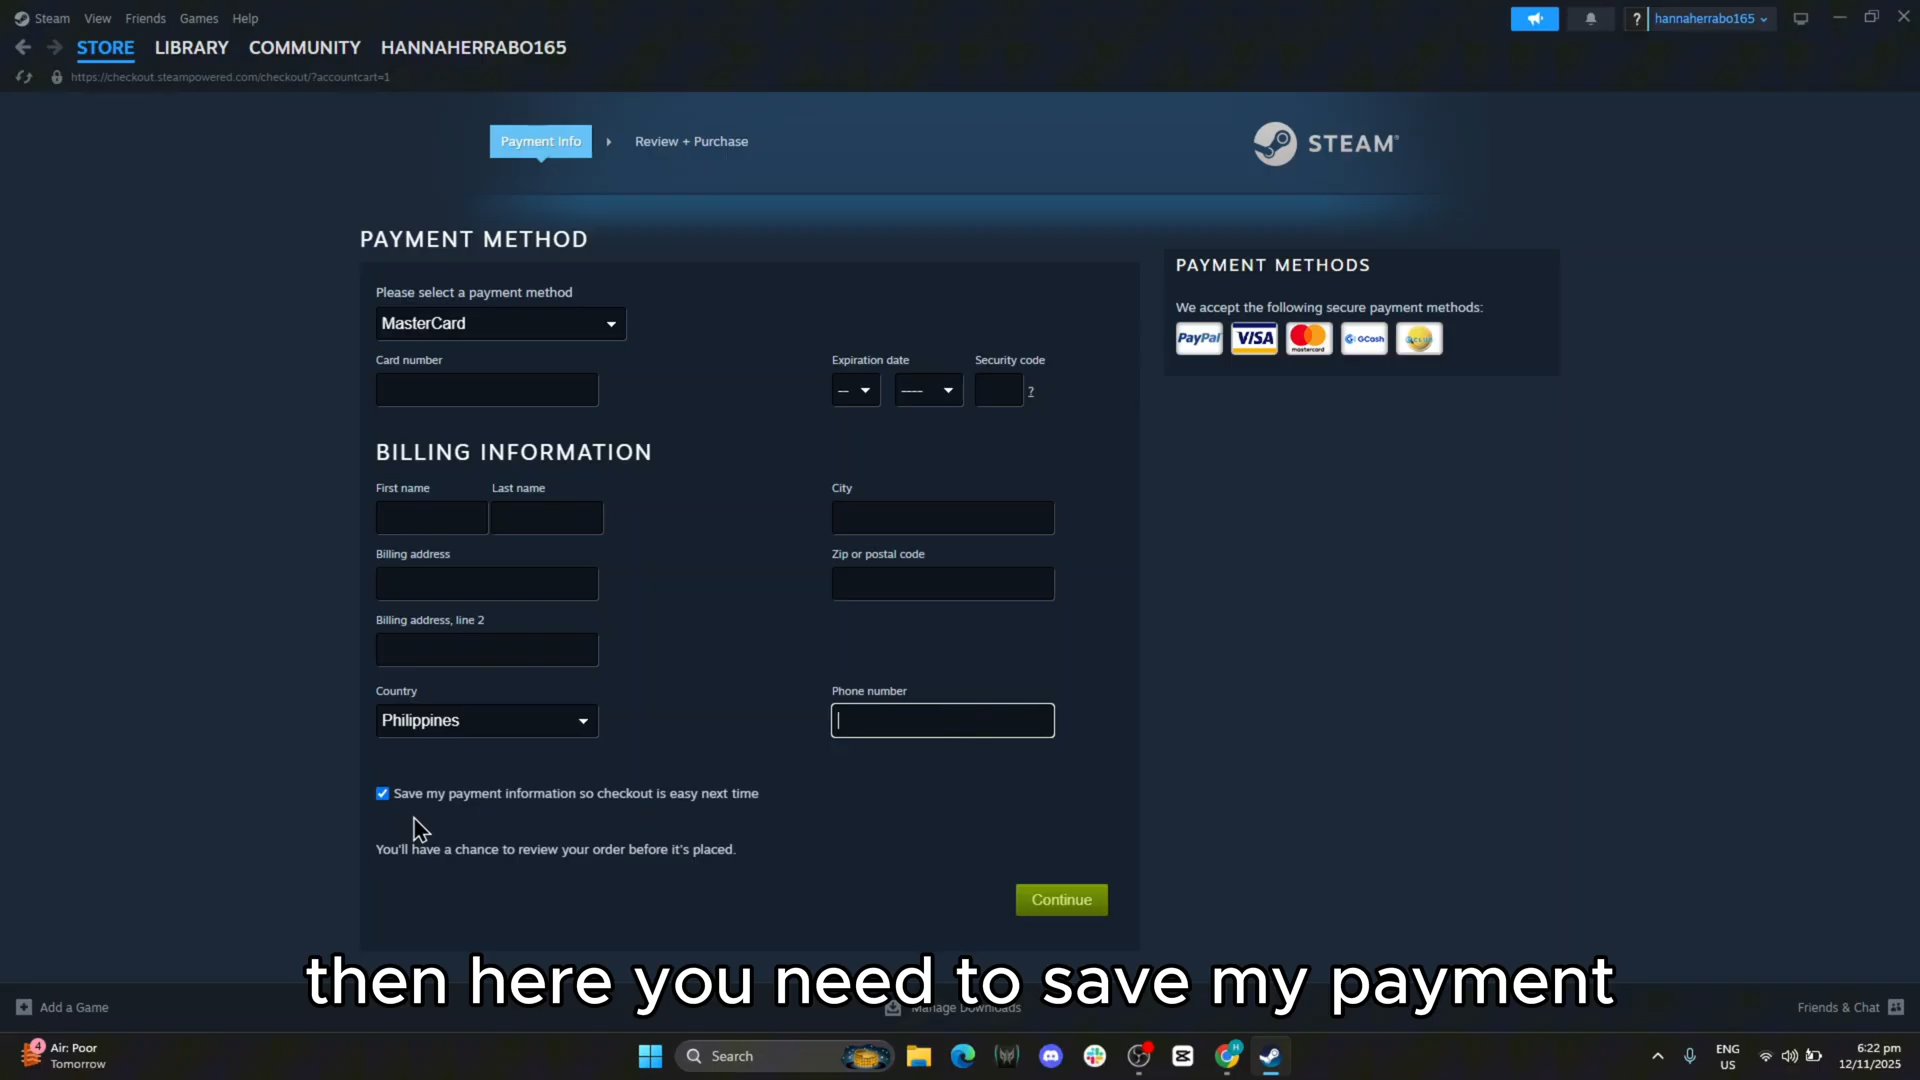 Steam View Friends Games Help
? hannaherrabo165
STORE LIBRARY COMMUNITY HANNAHERRABO165
https://checkout.steampowered.com/checkout/?accountcart=1
Payment Info Review + Purchase
STEAM®
PAYMENT METHOD
Please select a payment method
MasterCard
Card number
Expiration date Security code
-- ---- ?
BILLING INFORMATION
First name Last name City
Billing address Zip or postal code
Billing address, line 2
Country Phone number
Philippines
Save my payment information so checkout is easy next time
You'll have a chance to review your order before it's placed.
Continue
PAYMENT METHODS
We accept the following secure payment methods:
PayPal VISA mastercard GCash
then here you need to save my payment
Add a Game Manage Downloads Friends & Chat
4 Air: Poor
Tomorrow
Search
H
ENG
US
6:22 pm
12/11/2025